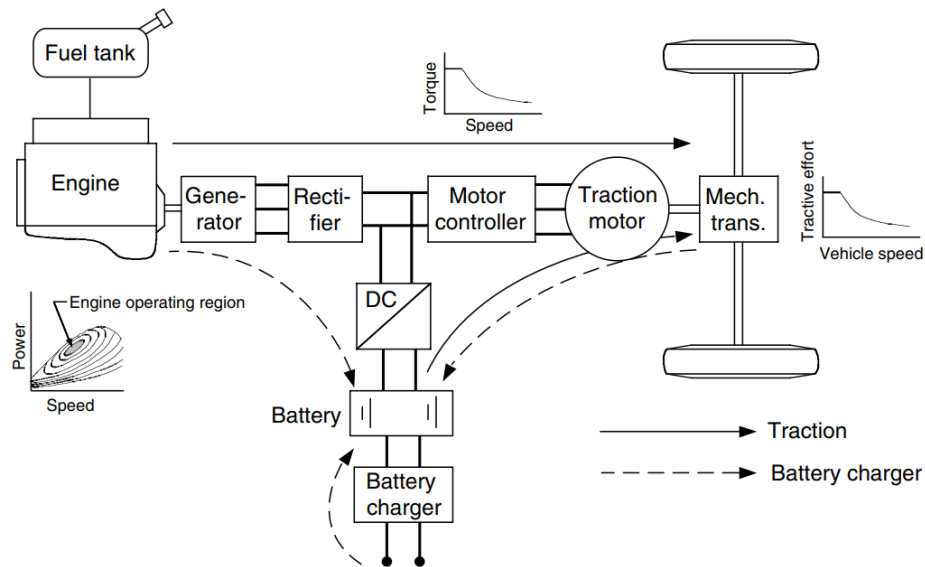 Fuel tank
Torque
Speed
Engine
Gene-
rator
Recti-
fier
Motor
controller
Traction
motor
Mech.
trans.
Tractive effort
Vehicle speed
DC
Engine operating region
Power
Speed
Battery
Battery
charger
Traction
Battery charger